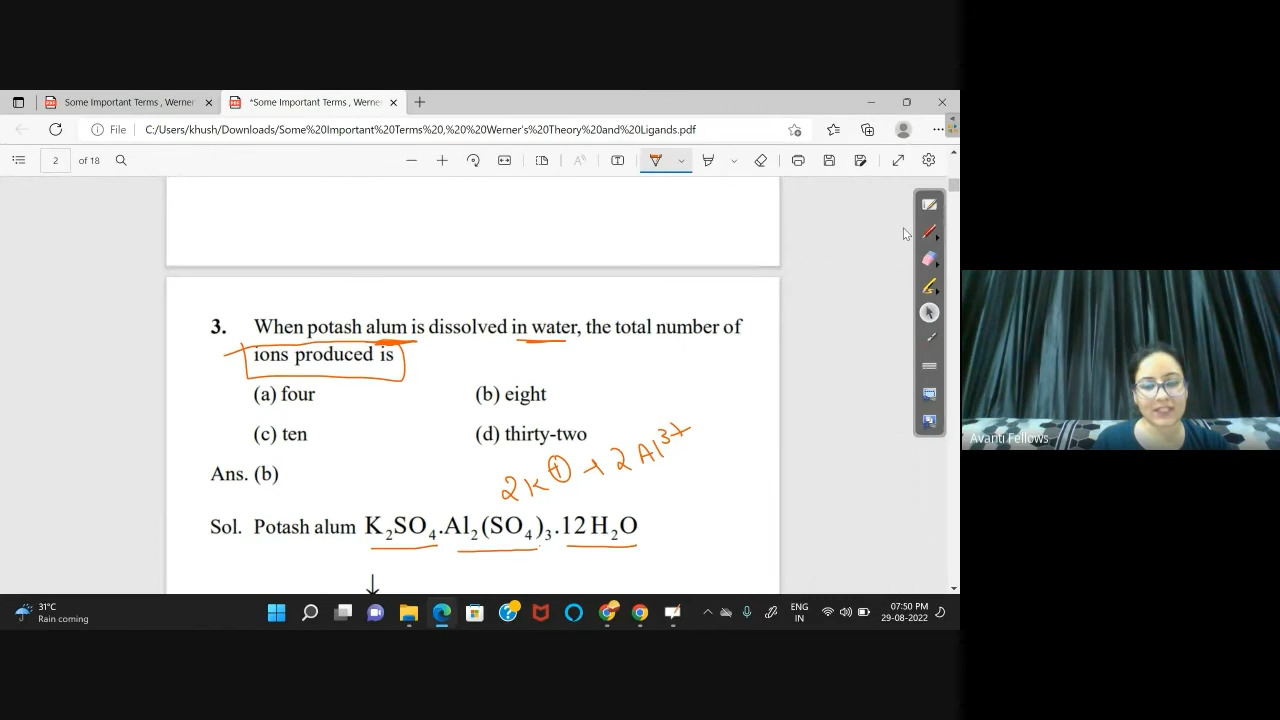 Some Important Terms , Werner
*Some Important Terms , Werne
File
C:/Users/khush/Downloads/Some%20Important%20Terms%20,%20%20Werner's%20Theory%20and%20Ligands.pdf
2 of 18
3. When potash alum is dissolved in water, the total number of
ions produced is
(a) four (b) eight
(c) ten (d) thirty-two
Ans. (b)
2K⊕ + 2Al³⁺
Sol. Potash alum K₂SO₄.Al₂(SO₄)₃.12H₂O
↓
Avanti Fellows
31°C
Rain coming
ENG
IN
07:50 PM
29-08-2022